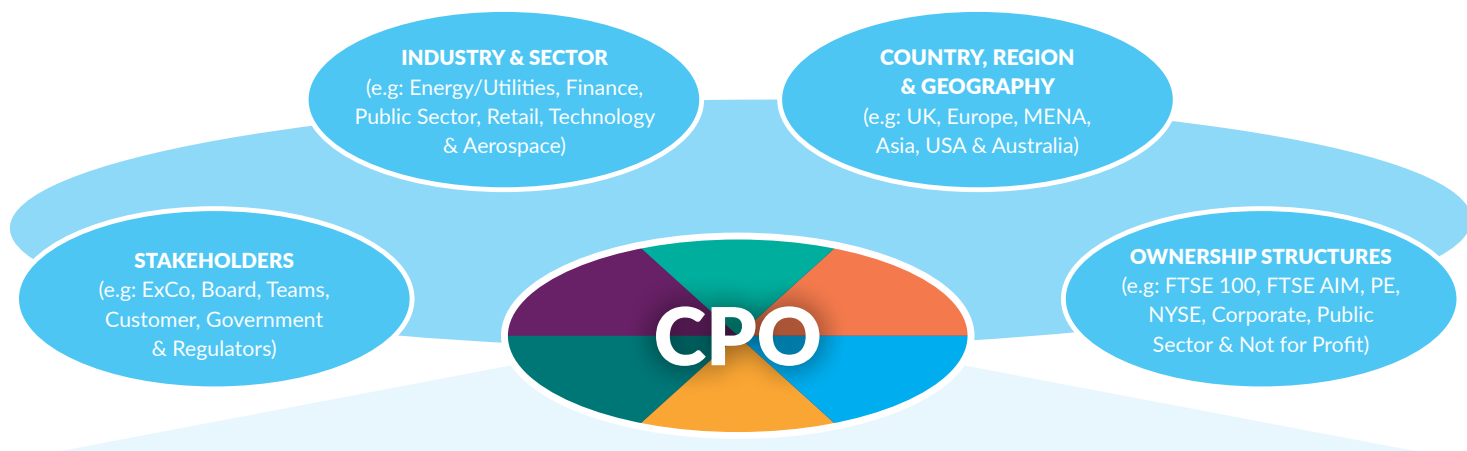 INDUSTRY & SECTOR
(e.g: Energy/Utilities, Finance,
Public Sector, Retail, Technology
& Aerospace)
COUNTRY, REGION
& GEOGRAPHY
(e.g: UK, Europe, MENA,
Asia, USA & Australia)
STAKEHOLDERS
(e.g: ExCo, Board, Teams,
Customer, Government
& Regulators)
OWNERSHIP STRUCTURES
(e.g: FTSE 100, FTSE AIM, PE,
NYSE, Corporate, Public
Sector & Not for Profit)
CPO